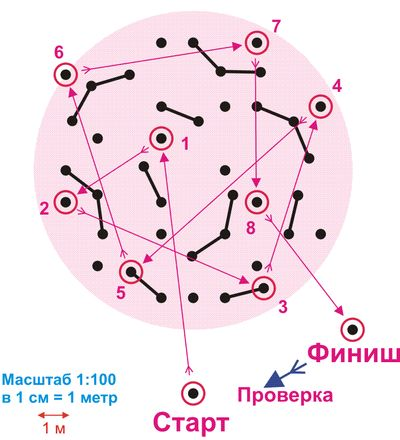 7
6
4
1
2
8
5
3
Финиш
Масштаб 1:100
в 1 см = 1 метр
1 м
Проверка
Старт